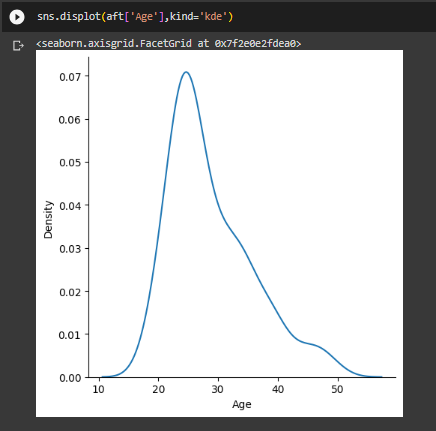 sns.displot(aft['Age'],kind='kde')
<seaborn.axisgrid.FacetGrid at 0x7f2e0e2fdea0>
0.07
0.06
0.05
0.04
0.03
0.02
0.01
0.00
Density
10 20 30 40 50
Age